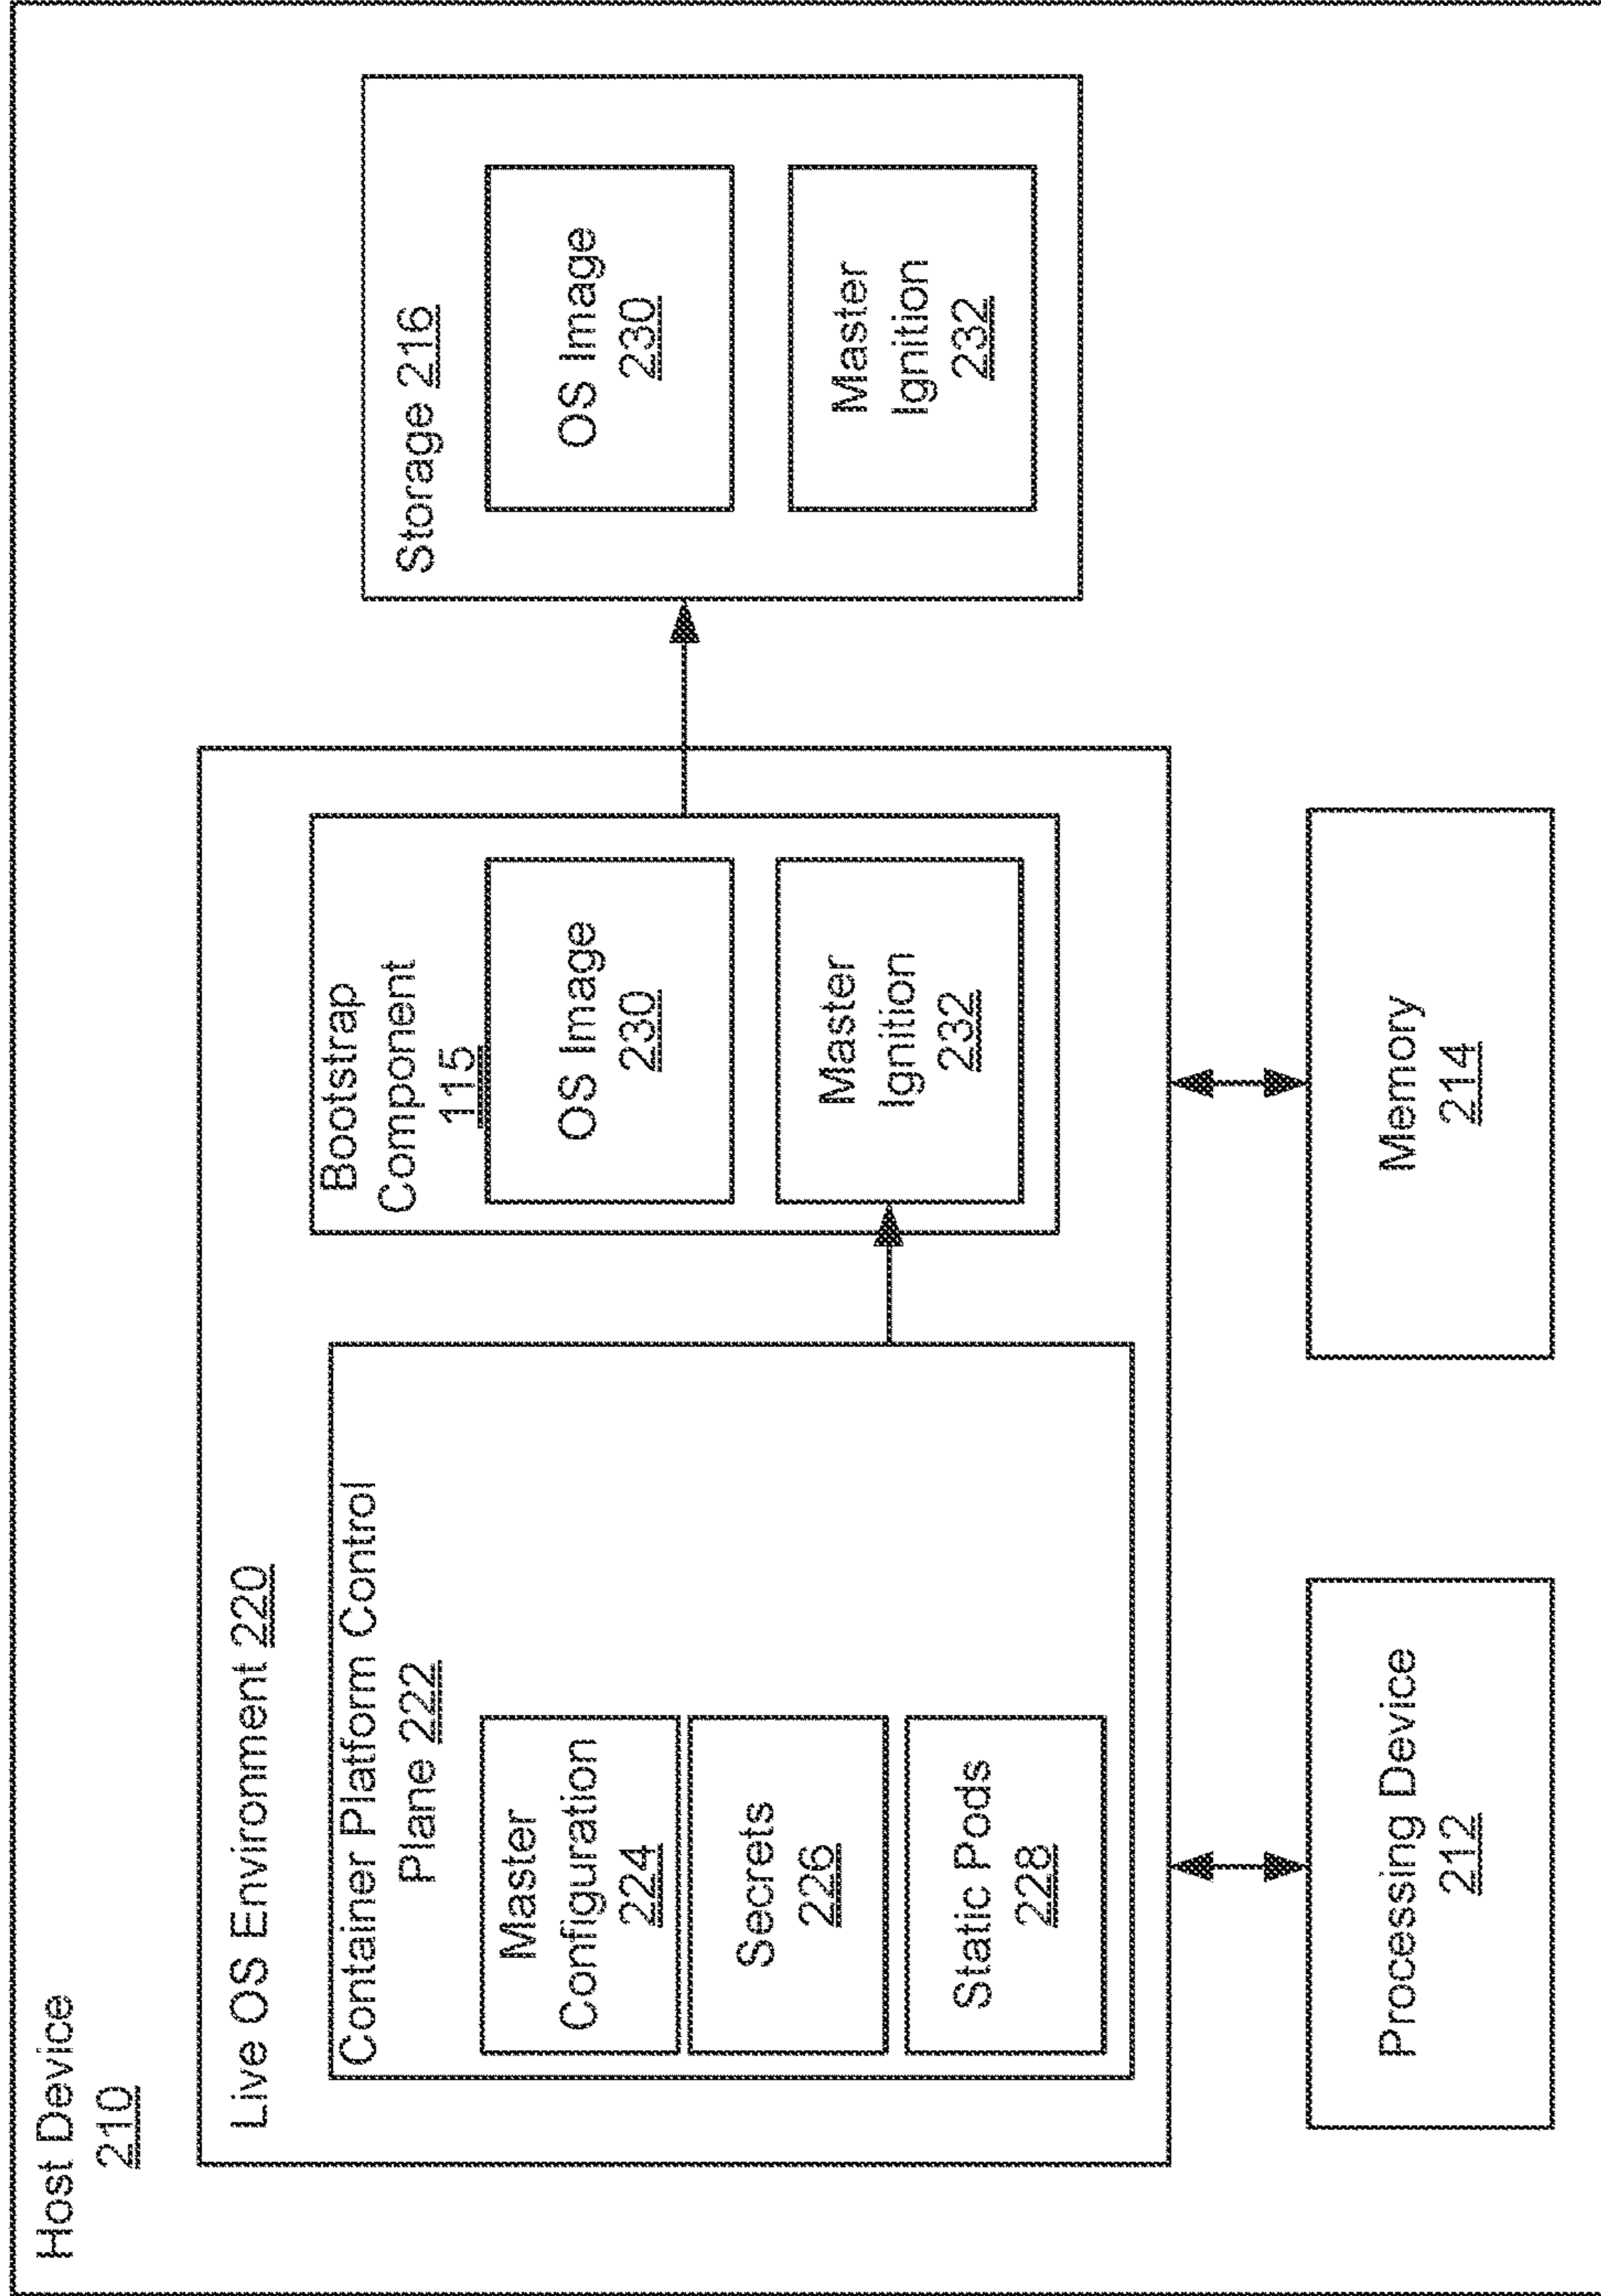 Host Device
210
Live OS Environment 220
Container Platform Control
Plane 222
Master
Configuration
224
Secrets
226
Static Pods
228
Bootstrap
Component
115
OS Image
230
Master
Ignition
232
Storage 216
OS Image
230
Master
Ignition
232
Processing Device
212
Memory
214